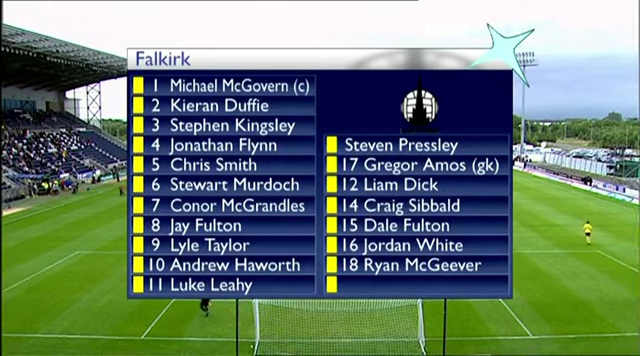 Falkirk
1 Michael McGovern (c)
2 Kieran Duffie
3 Stephen Kingsley
4 Jonathan Flynn
5 Chris Smith
6 Stewart Murdoch
7 Conor McGrandles
8 Jay Fulton
9 Lyle Taylor
10 Andrew Haworth
11 Luke Leahy
Steven Pressley
17 Gregor Amos (gk)
12 Liam Dick
14 Craig Sibbald
15 Dale Fulton
16 Jordan White
18 Ryan McGeever